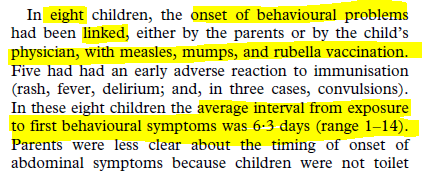 In eight children, the onset of behavioural problems
had been linked, either by the parents or by the child's
physician, with measles, mumps, and rubella vaccination.
Five had had an early adverse reaction to immunisation
(rash, fever, delirium; and, in three cases, convulsions).
In these eight children the average interval from exposure
to first behavioural symptoms was 6·3 days (range 1–14).
Parents were less clear about the timing of onset of
abdominal symptoms because children were not toilet